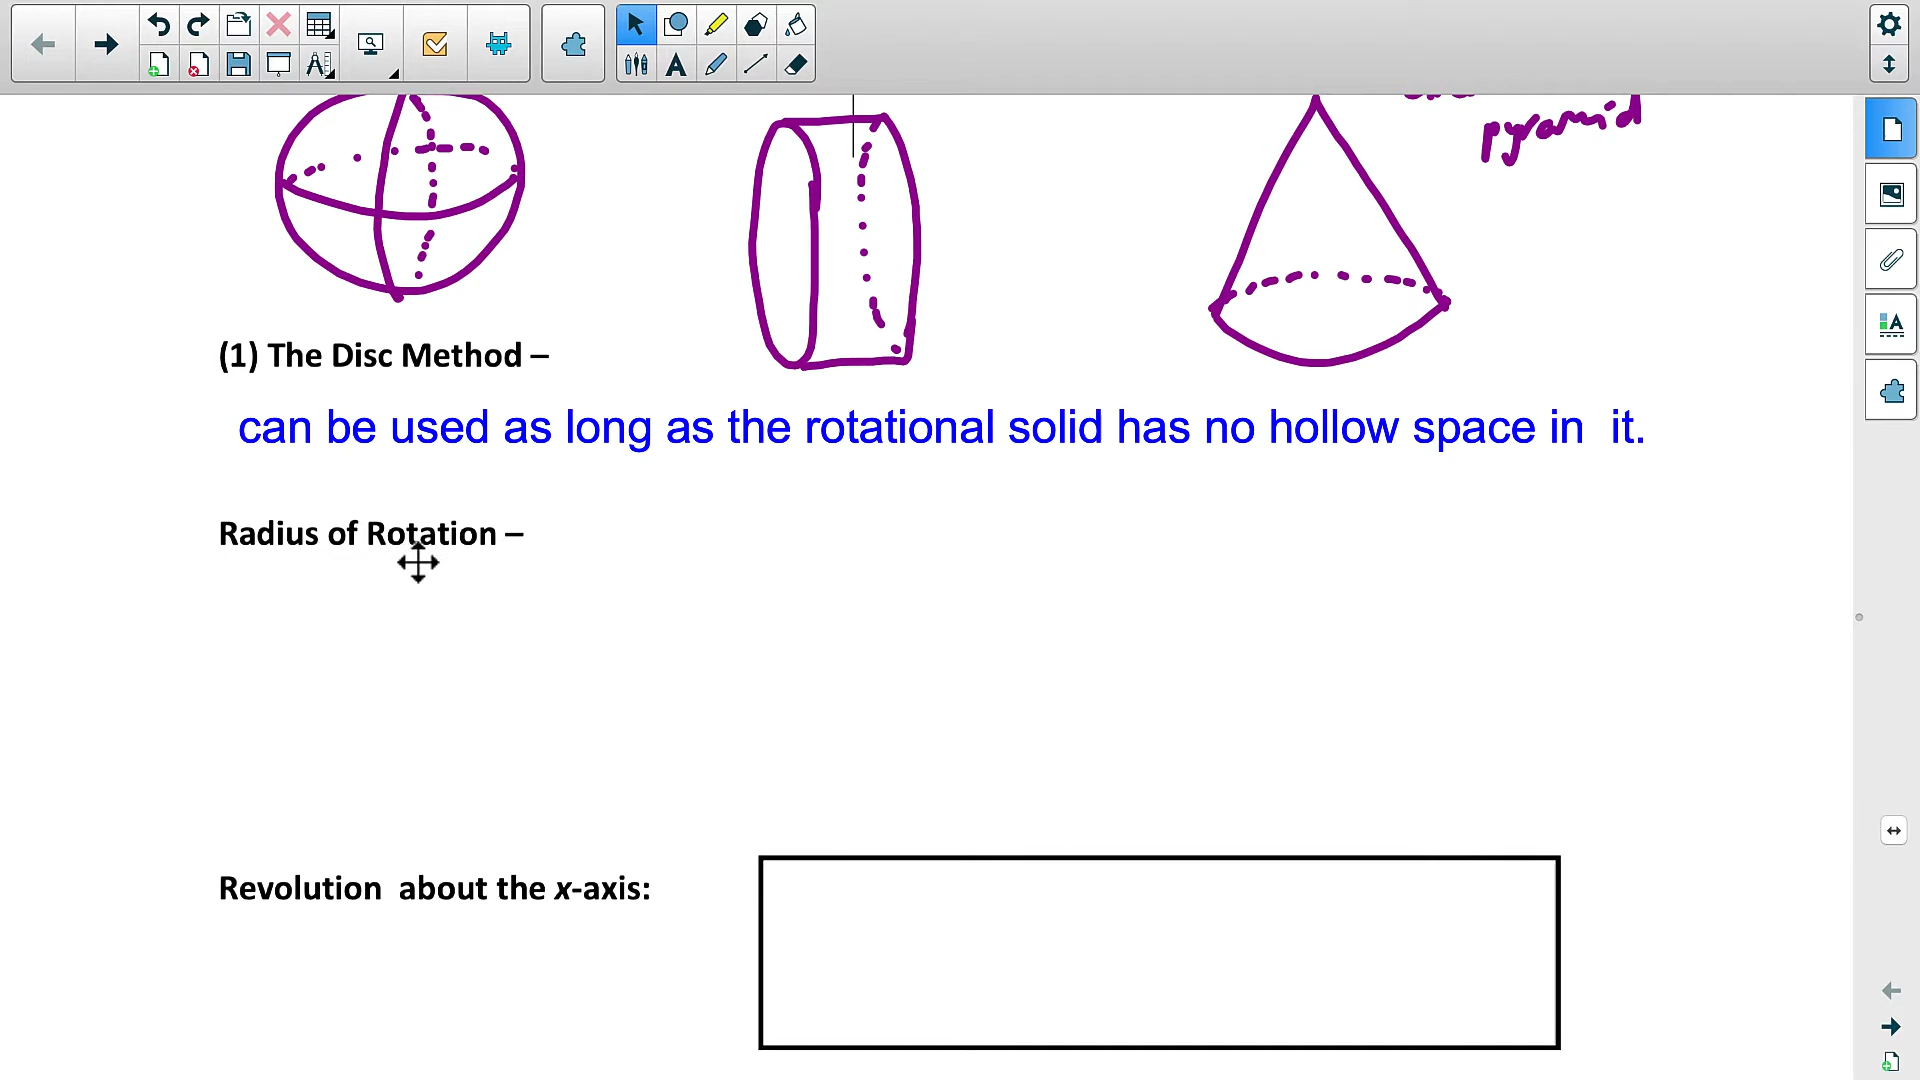 pyramid
(1) The Disc Method –
can be used as long as the rotational solid has no hollow space in  it.
Radius of Rotation –
Revolution  about the x-axis: